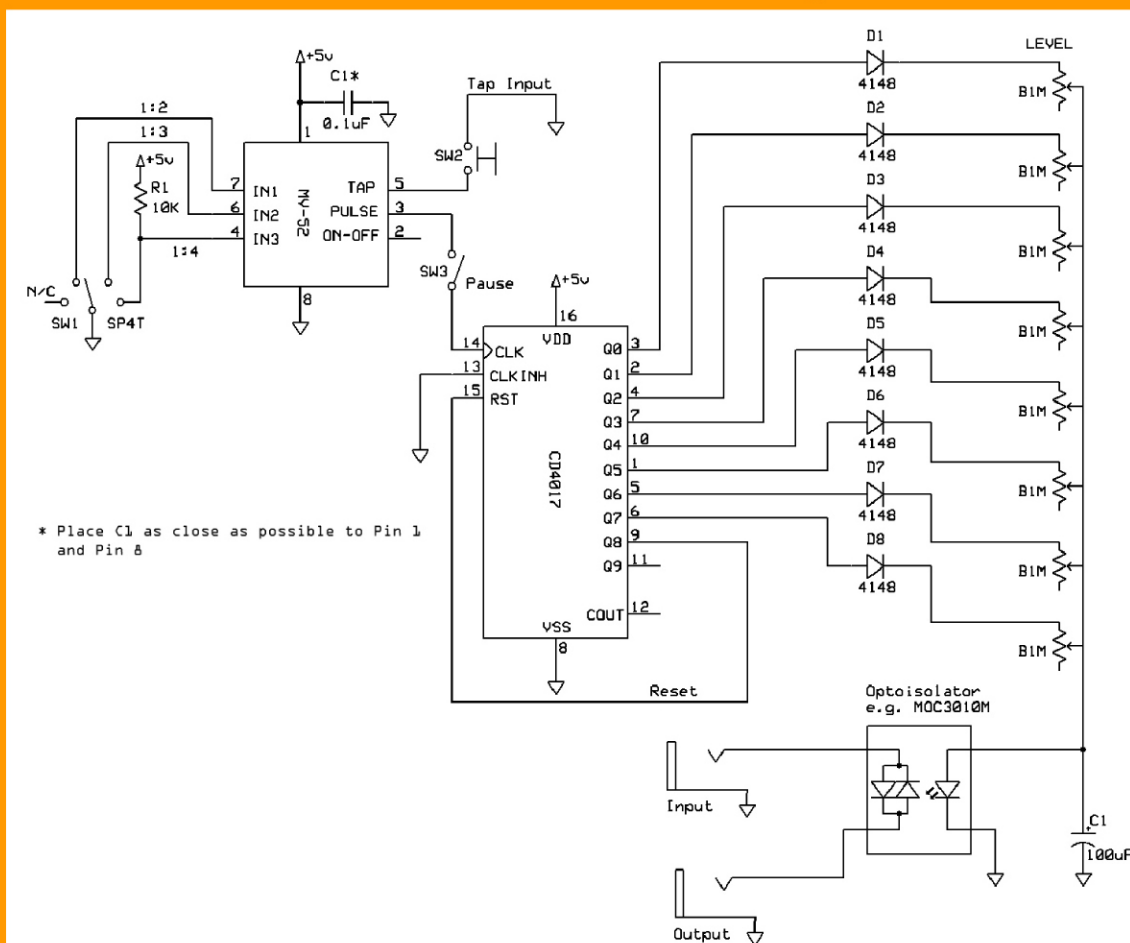 +5v
C1*
0.1uF
1
Tap Input
1:2
1:3
+5v
R1
10K
1:4
7 IN1
6 IN2
4 IN3
MV-52
TAP 5
PULSE 3
ON-OFF 2
8
SW2
SW3
Pause
N/C
SW1
SP4T
+5v
16
VDD
14 CLK
13 CLKINH
15 RST
CD4017
Q0 3
Q1 2
Q2 4
Q3 7
Q4 10
Q5 1
Q6 5
Q7 6
Q8 9
Q9 11
COUT 12
VSS
8
Reset
D1
4148
D2
4148
D3
4148
D4
4148
D5
4148
D6
4148
D7
4148
D8
4148
LEVEL
B1M
B1M
B1M
B1M
B1M
B1M
B1M
B1M
* Place C1 as close as possible to Pin 1
and Pin 8
Optoisolator
e.g. MOC3010M
Input
Output
+
C1
100uF